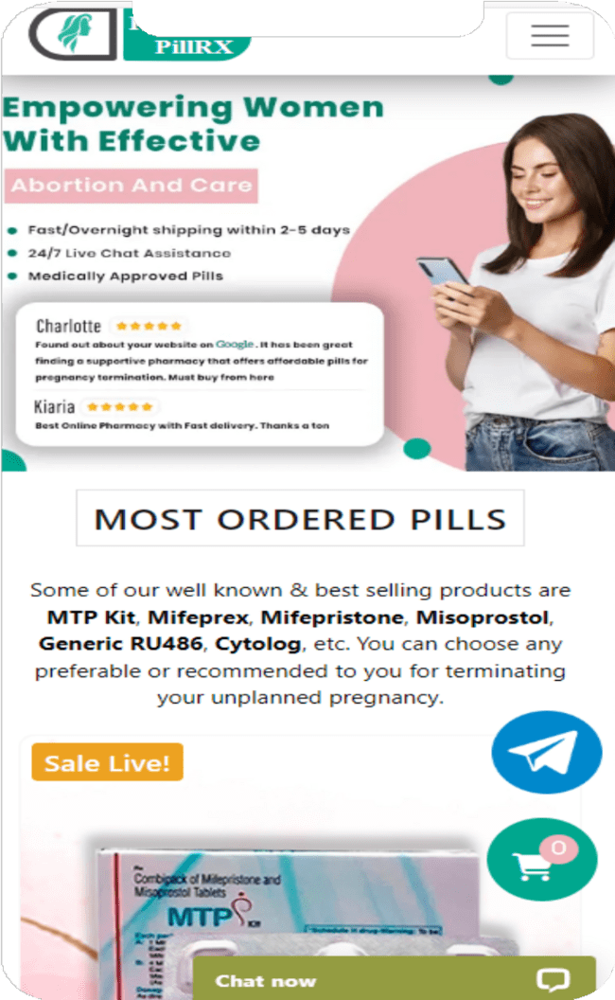 PillRX
Empowering Women
With Effective
Abortion And Care
Fast/Overnight shipping within 2-5 days
24/7 Live Chat Assistance
Medically Approved Pills
Charlotte
Found out about your website on Google. It has been great
finding a supportive pharmacy that offers affordable pills for
pregnancy termination. Must buy from here
Kiaria
Best Online Pharmacy with Fast delivery. Thanks a ton
MOST ORDERED PILLS
Some of our well known & best selling products are
MTP Kit, Mifeprex, Mifepristone, Misoprostol,
Generic RU486, Cytolog, etc. You can choose any
preferable or recommended to you for terminating
your unplanned pregnancy.
Sale Live!
0
Combipack of Mifepristone and
Misoprostol Tablets
MTP
Chat now